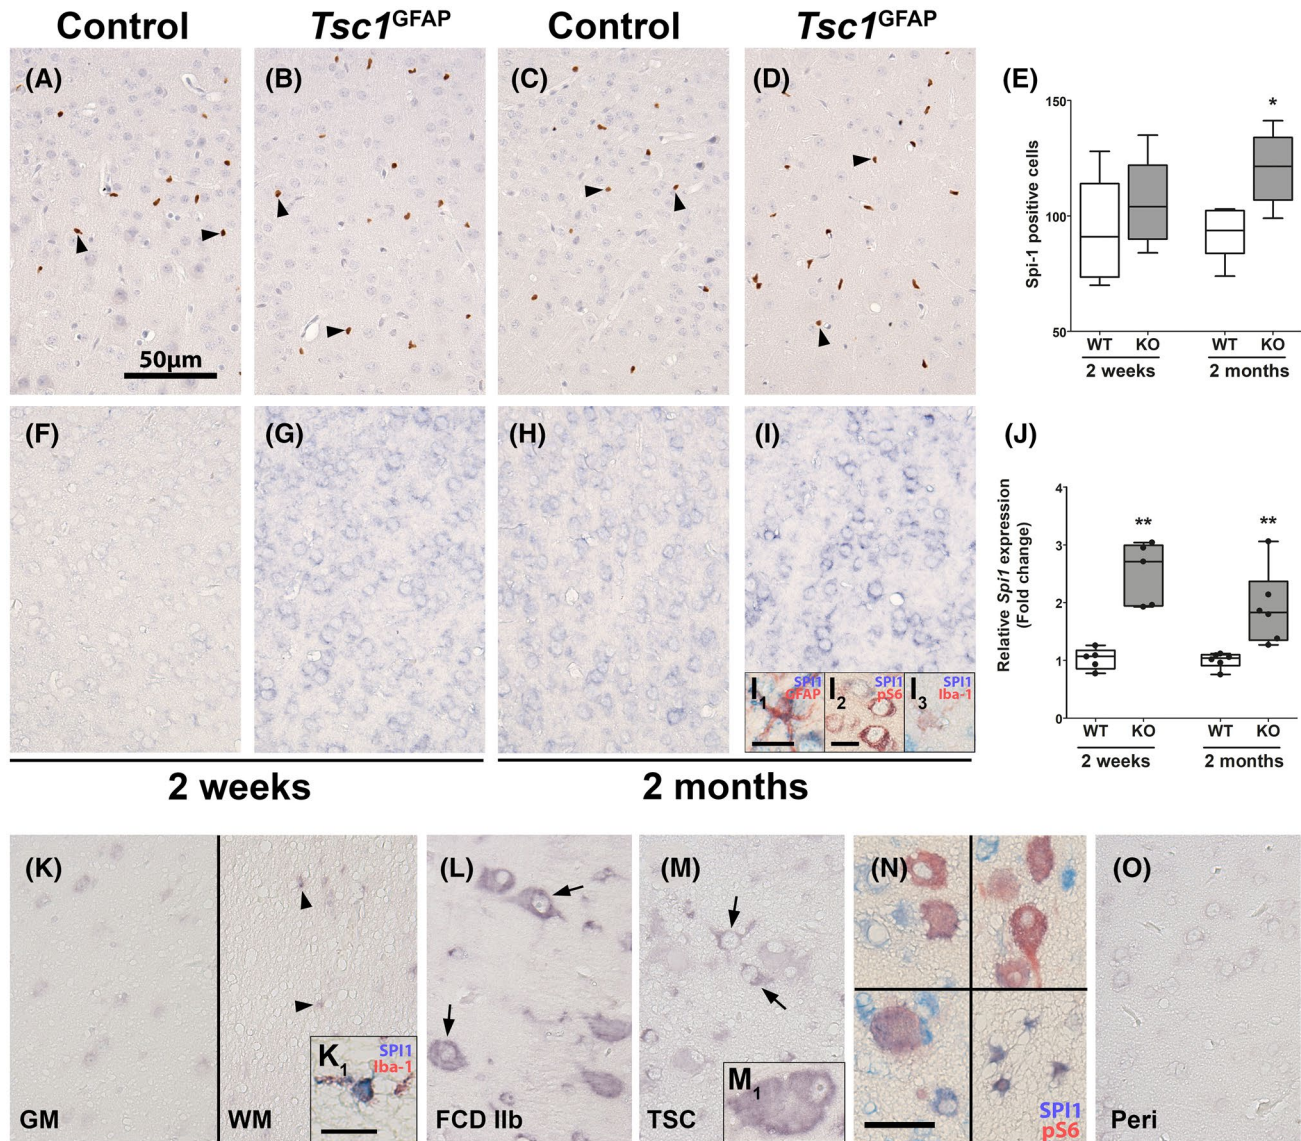 Control Tsc1GFAP Control Tsc1GFAP
(A) (B) (C) (D) (E)
50µm
Spi-1 positive cells
150
100
50
*
WT KO WT KO
2 weeks 2 months
(F) (G) (H) (I) (J)
I1 SPI1 GFAP
I2 SPI1 pS6
I3 SPI1 Iba-1
Relative Spi1 expression
(Fold change)
4
3
2
1
0
** **
WT KO WT KO
2 weeks 2 months
2 weeks 2 months
(K) (L) (M) (N) (O)
K1 SPI1
Iba-1
M1
GM WM FCD IIb TSC SPI1
pS6
Peri